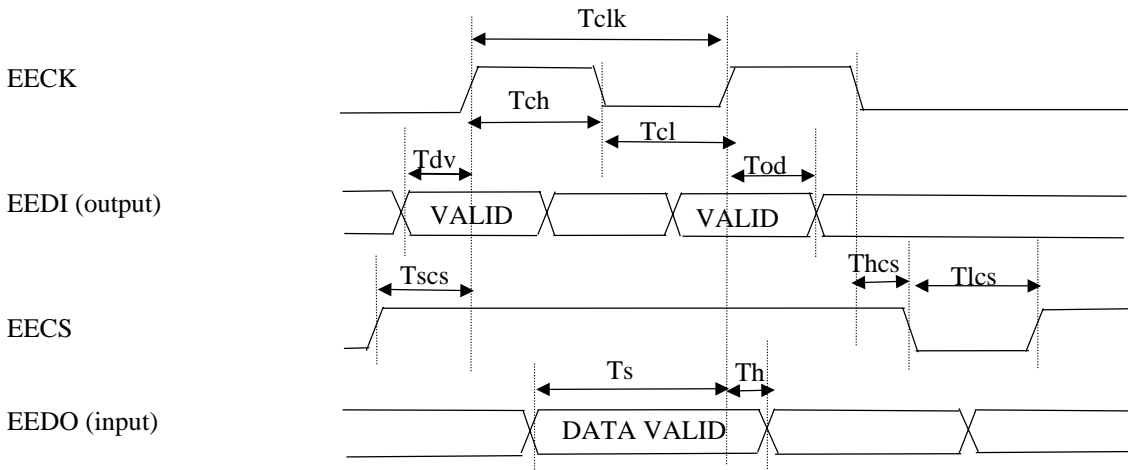 Tclk
EECK
Tch
Tcl
Tdv
Tod
EEDI (output)
VALID
VALID
Thcs
Tscs
Tlcs
EECS
Ts
Th
EEDO (input)
DATA VALID